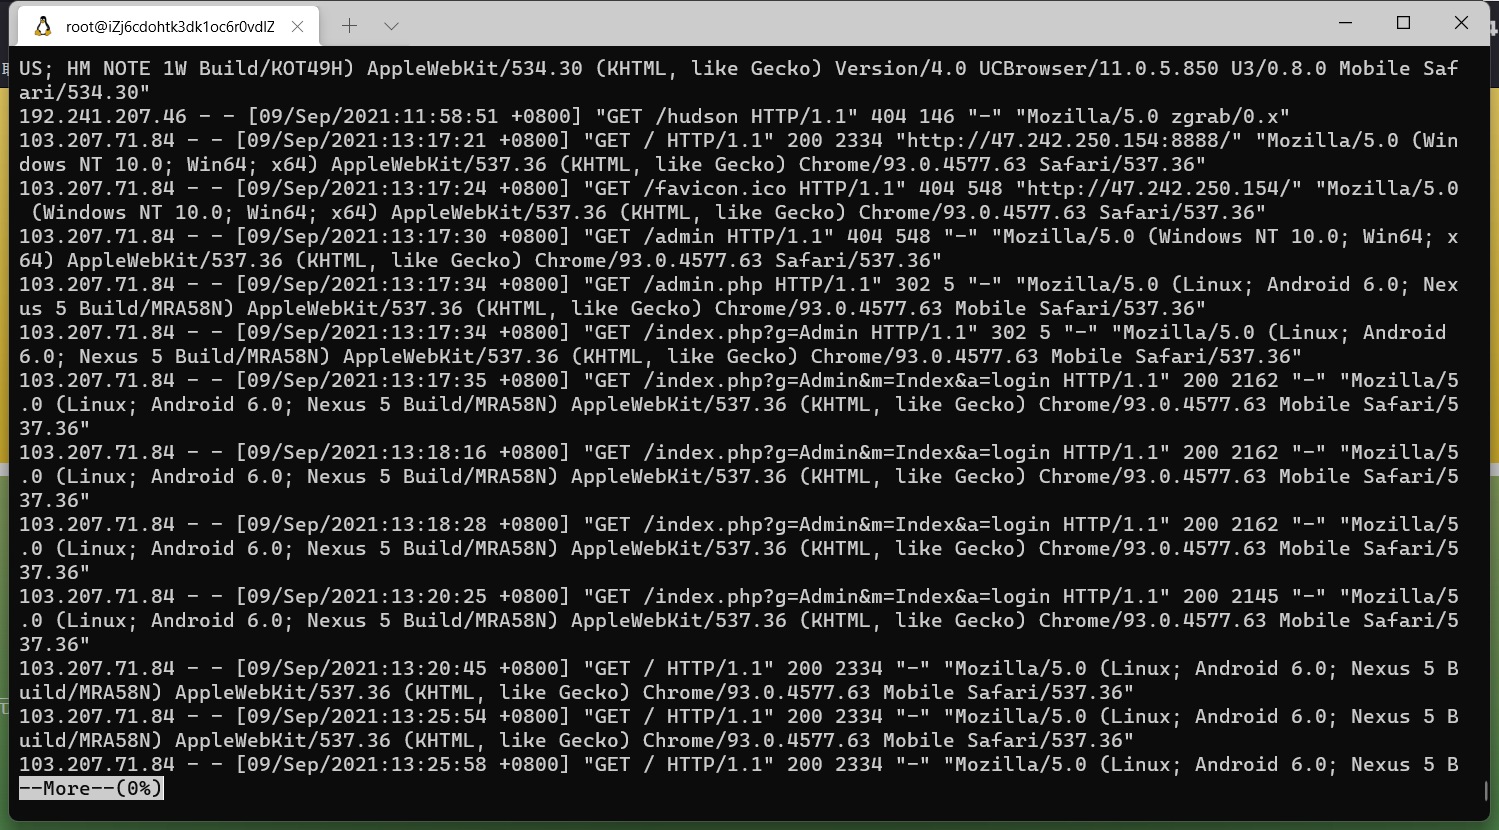 root@iZj6cdohtk3dk1oc6r0vdlZ
US; HM NOTE 1W Build/KOT49H) AppleWebKit/534.30 (KHTML, like Gecko) Version/4.0 UCBrowser/11.0.5.850 U3/0.8.0 Mobile Saf
ari/534.30"
192.241.207.46 - - [09/Sep/2021:11:58:51 +0800] "GET /hudson HTTP/1.1" 404 146 "-" "Mozilla/5.0 zgrab/0.x"
103.207.71.84 - - [09/Sep/2021:13:17:21 +0800] "GET / HTTP/1.1" 200 2334 "http://47.242.250.154:8888/" "Mozilla/5.0 (Win
dows NT 10.0; Win64; x64) AppleWebKit/537.36 (KHTML, like Gecko) Chrome/93.0.4577.63 Safari/537.36"
103.207.71.84 - - [09/Sep/2021:13:17:24 +0800] "GET /favicon.ico HTTP/1.1" 404 548 "http://47.242.250.154/" "Mozilla/5.0
 (Windows NT 10.0; Win64; x64) AppleWebKit/537.36 (KHTML, like Gecko) Chrome/93.0.4577.63 Safari/537.36"
103.207.71.84 - - [09/Sep/2021:13:17:30 +0800] "GET /admin HTTP/1.1" 404 548 "-" "Mozilla/5.0 (Windows NT 10.0; Win64; x
64) AppleWebKit/537.36 (KHTML, like Gecko) Chrome/93.0.4577.63 Safari/537.36"
103.207.71.84 - - [09/Sep/2021:13:17:34 +0800] "GET /admin.php HTTP/1.1" 302 5 "-" "Mozilla/5.0 (Linux; Android 6.0; Nex
us 5 Build/MRA58N) AppleWebKit/537.36 (KHTML, like Gecko) Chrome/93.0.4577.63 Mobile Safari/537.36"
103.207.71.84 - - [09/Sep/2021:13:17:34 +0800] "GET /index.php?g=Admin HTTP/1.1" 302 5 "-" "Mozilla/5.0 (Linux; Android
6.0; Nexus 5 Build/MRA58N) AppleWebKit/537.36 (KHTML, like Gecko) Chrome/93.0.4577.63 Mobile Safari/537.36"
103.207.71.84 - - [09/Sep/2021:13:17:35 +0800] "GET /index.php?g=Admin&m=Index&a=login HTTP/1.1" 200 2162 "-" "Mozilla/5
.0 (Linux; Android 6.0; Nexus 5 Build/MRA58N) AppleWebKit/537.36 (KHTML, like Gecko) Chrome/93.0.4577.63 Mobile Safari/5
37.36"
103.207.71.84 - - [09/Sep/2021:13:18:16 +0800] "GET /index.php?g=Admin&m=Index&a=login HTTP/1.1" 200 2162 "-" "Mozilla/5
.0 (Linux; Android 6.0; Nexus 5 Build/MRA58N) AppleWebKit/537.36 (KHTML, like Gecko) Chrome/93.0.4577.63 Mobile Safari/5
37.36"
103.207.71.84 - - [09/Sep/2021:13:18:28 +0800] "GET /index.php?g=Admin&m=Index&a=login HTTP/1.1" 200 2162 "-" "Mozilla/5
.0 (Linux; Android 6.0; Nexus 5 Build/MRA58N) AppleWebKit/537.36 (KHTML, like Gecko) Chrome/93.0.4577.63 Mobile Safari/5
37.36"
103.207.71.84 - - [09/Sep/2021:13:20:25 +0800] "GET /index.php?g=Admin&m=Index&a=login HTTP/1.1" 200 2145 "-" "Mozilla/5
.0 (Linux; Android 6.0; Nexus 5 Build/MRA58N) AppleWebKit/537.36 (KHTML, like Gecko) Chrome/93.0.4577.63 Mobile Safari/5
37.36"
103.207.71.84 - - [09/Sep/2021:13:20:45 +0800] "GET / HTTP/1.1" 200 2334 "-" "Mozilla/5.0 (Linux; Android 6.0; Nexus 5 B
uild/MRA58N) AppleWebKit/537.36 (KHTML, like Gecko) Chrome/93.0.4577.63 Mobile Safari/537.36"
103.207.71.84 - - [09/Sep/2021:13:25:54 +0800] "GET / HTTP/1.1" 200 2334 "-" "Mozilla/5.0 (Linux; Android 6.0; Nexus 5 B
uild/MRA58N) AppleWebKit/537.36 (KHTML, like Gecko) Chrome/93.0.4577.63 Mobile Safari/537.36"
103.207.71.84 - - [09/Sep/2021:13:25:58 +0800] "GET / HTTP/1.1" 200 2334 "-" "Mozilla/5.0 (Linux; Android 6.0; Nexus 5 B
--More--(0%)